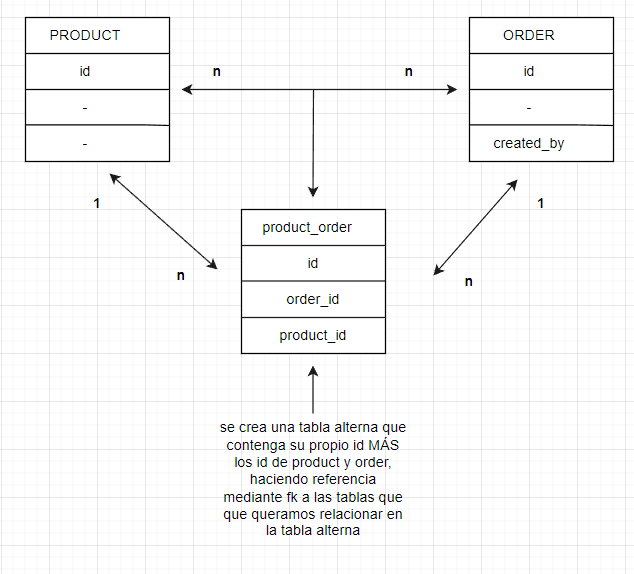 PRODUCT
id
-
-
ORDER
id
-
created_by
n
n
1
n
1
n
product_order
id
order_id
product_id
se crea una tabla alterna que
contenga su propio id MÁS
los id de product y order,
haciendo referencia
mediante fk a las tablas que
que queramos relacionar en
la tabla alterna